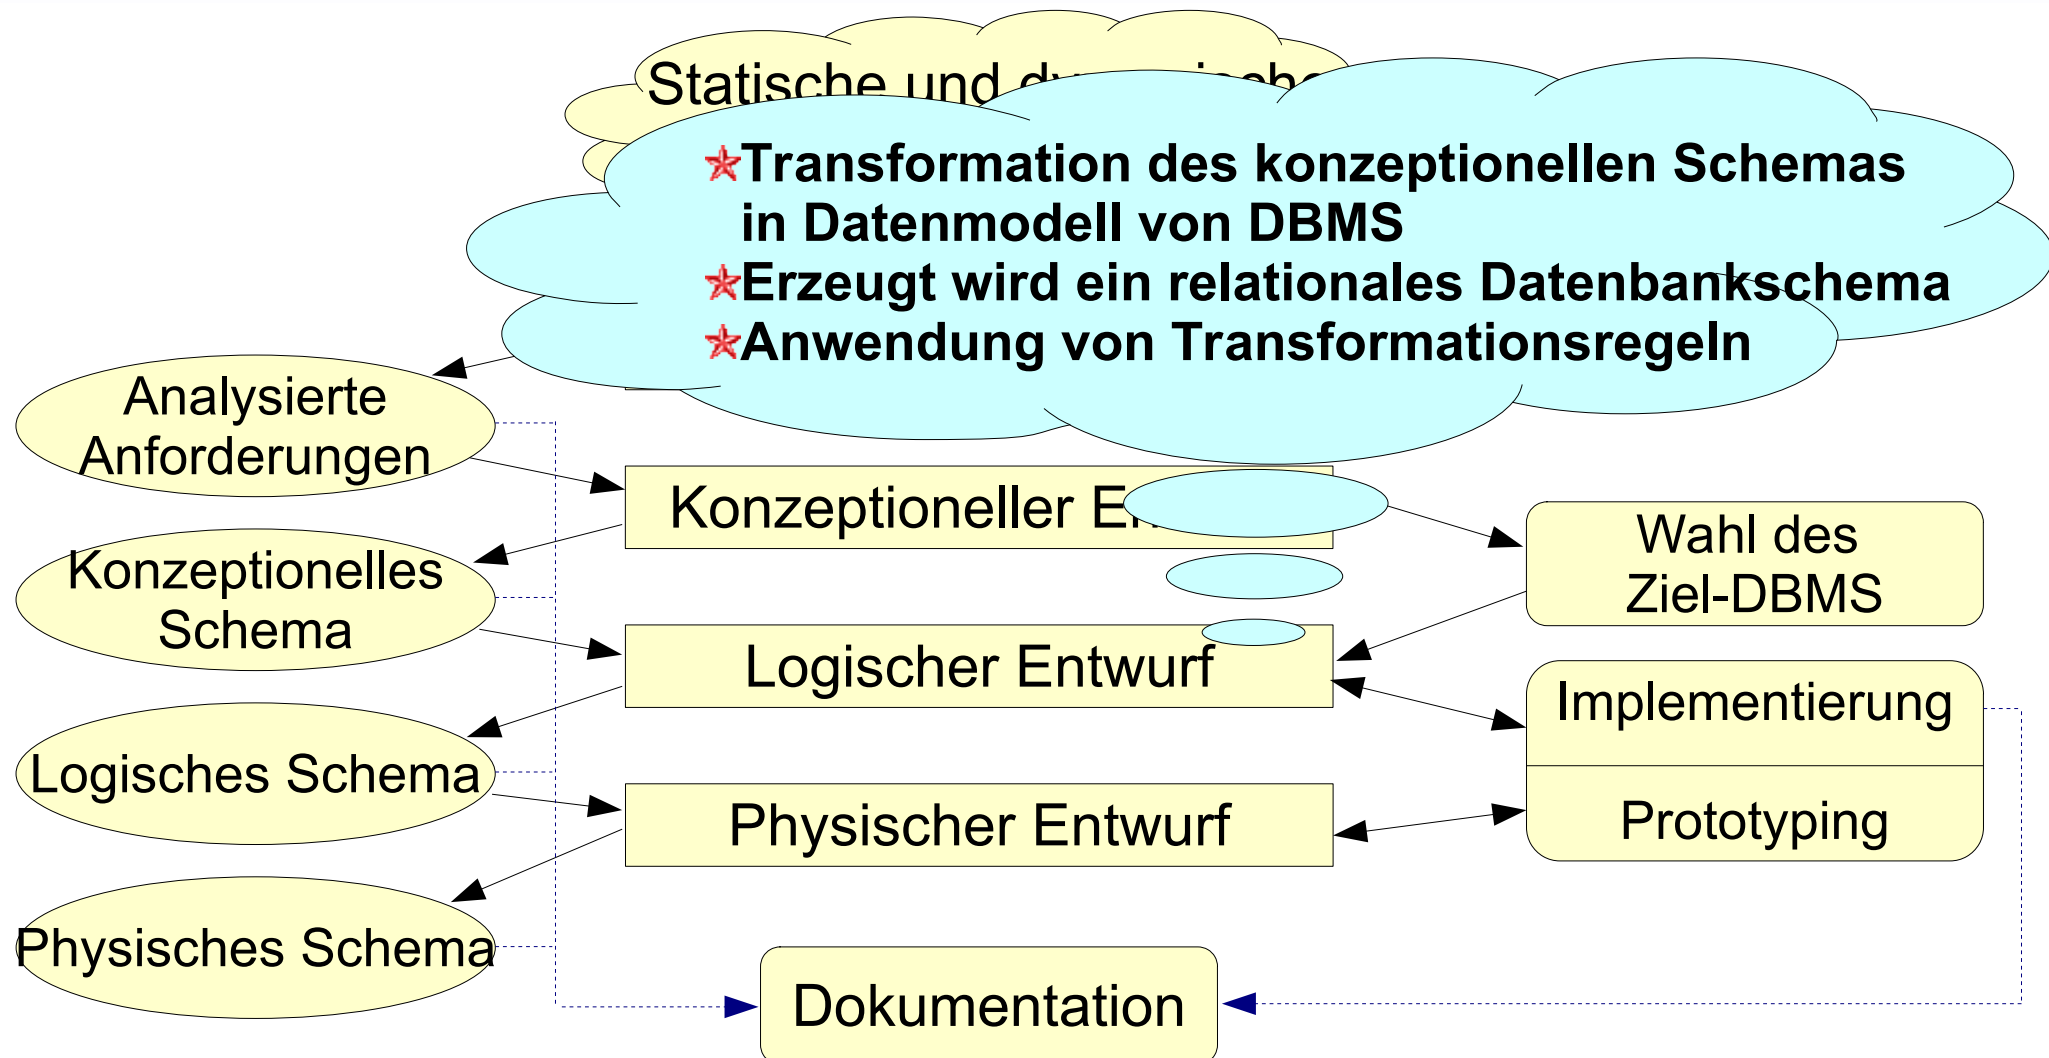 Statische und
Transformation des konzeptionellen Schemas
in Datenmodell von DBMS
Erzeugt wird ein relationales Datenbankschema
Anwendung von Transformationsregeln
Analysierte
Anforderungen
Konzeptioneller
Konzeptionelles
Schema
Wahl des
Ziel-DBMS
Logischer Entwurf
Implementierung
Logisches Schema
Physischer Entwurf
Prototyping
Physisches Schema
Dokumentation